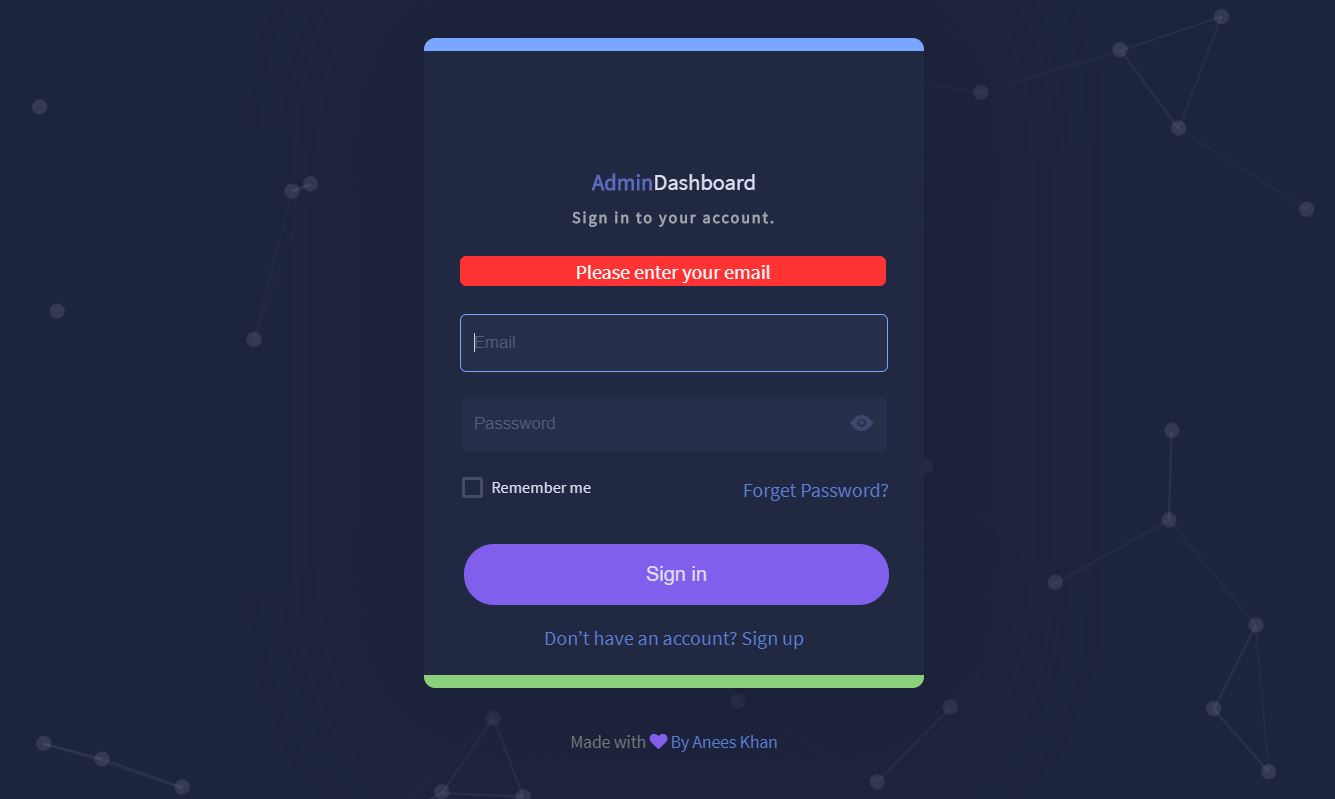 AdminDashboard
Sign in to your account.
Please enter your email
Email
Passsword
Remember me
Forget Password?
Sign in
Don’t have an account? Sign up
Made with By Anees Khan